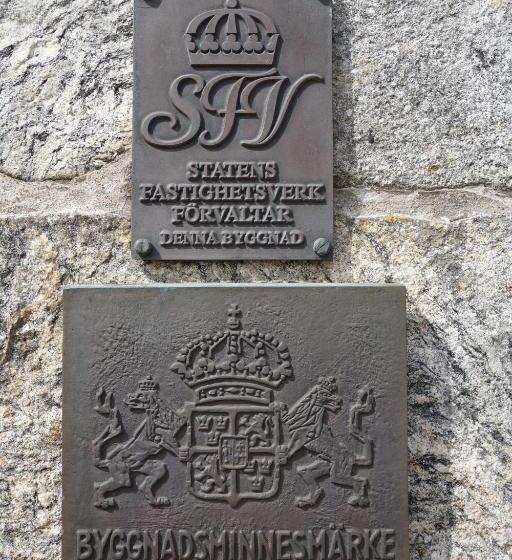 SFV
STATENS
FASTIGHETSVERK
FÖRVALTAR
DENNA BYGGNAD
BYGGNADSMINNESMÄRKE